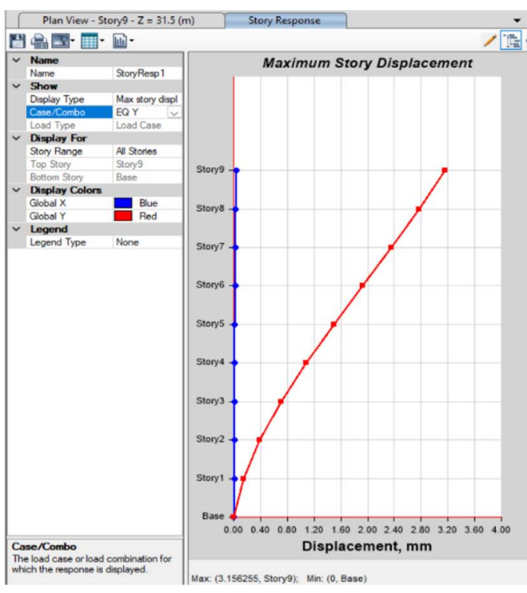 Plan View - Story9 - Z = 31.5 (m)
Story Response
Name
Name StoryResp1
Show
Display Type Max story displ
Case/Combo EQ Y
Load Type Load Case
Display For
Story Range All Stories
Top Story Story9
Bottom Story Base
Display Colors
Global X Blue
Global Y Red
Legend
Legend Type None
Case/Combo
The load case or load combination for
which the response is displayed.
Maximum Story Displacement
Story9
Story8
Story7
Story6
Story5
Story4
Story3
Story2
Story1
Base
0.00 0.40 0.80 1.20 1.60 2.00 2.40 2.80 3.20 3.60 4.00
Displacement, mm
Max: (3.156255, Story9); Min: (0, Base)